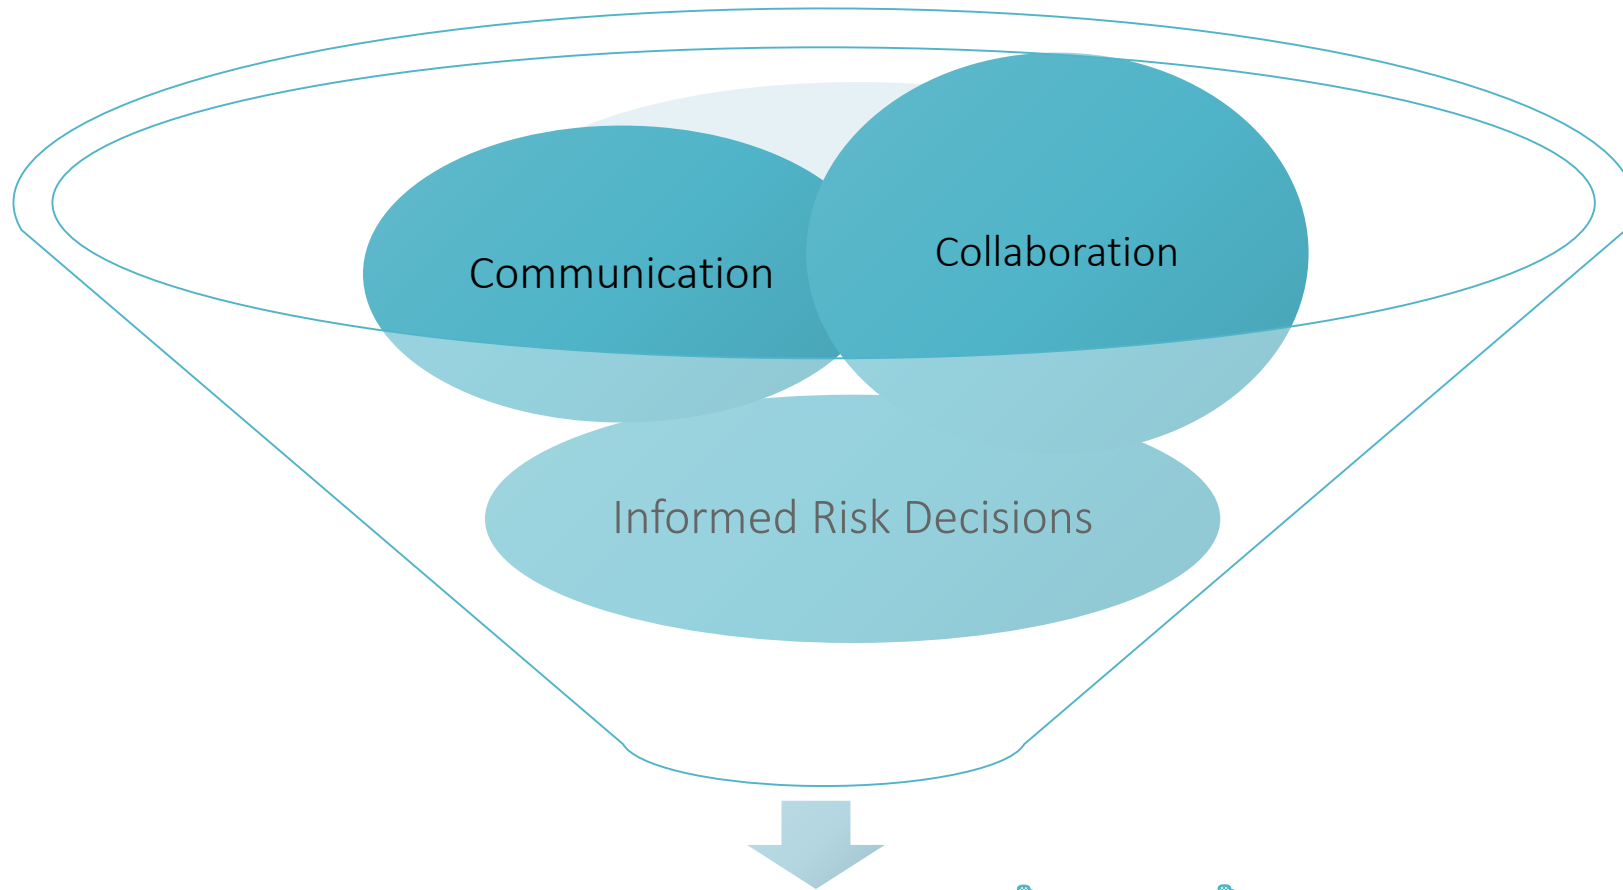 Communication
Collaboration
Informed Risk Decisions